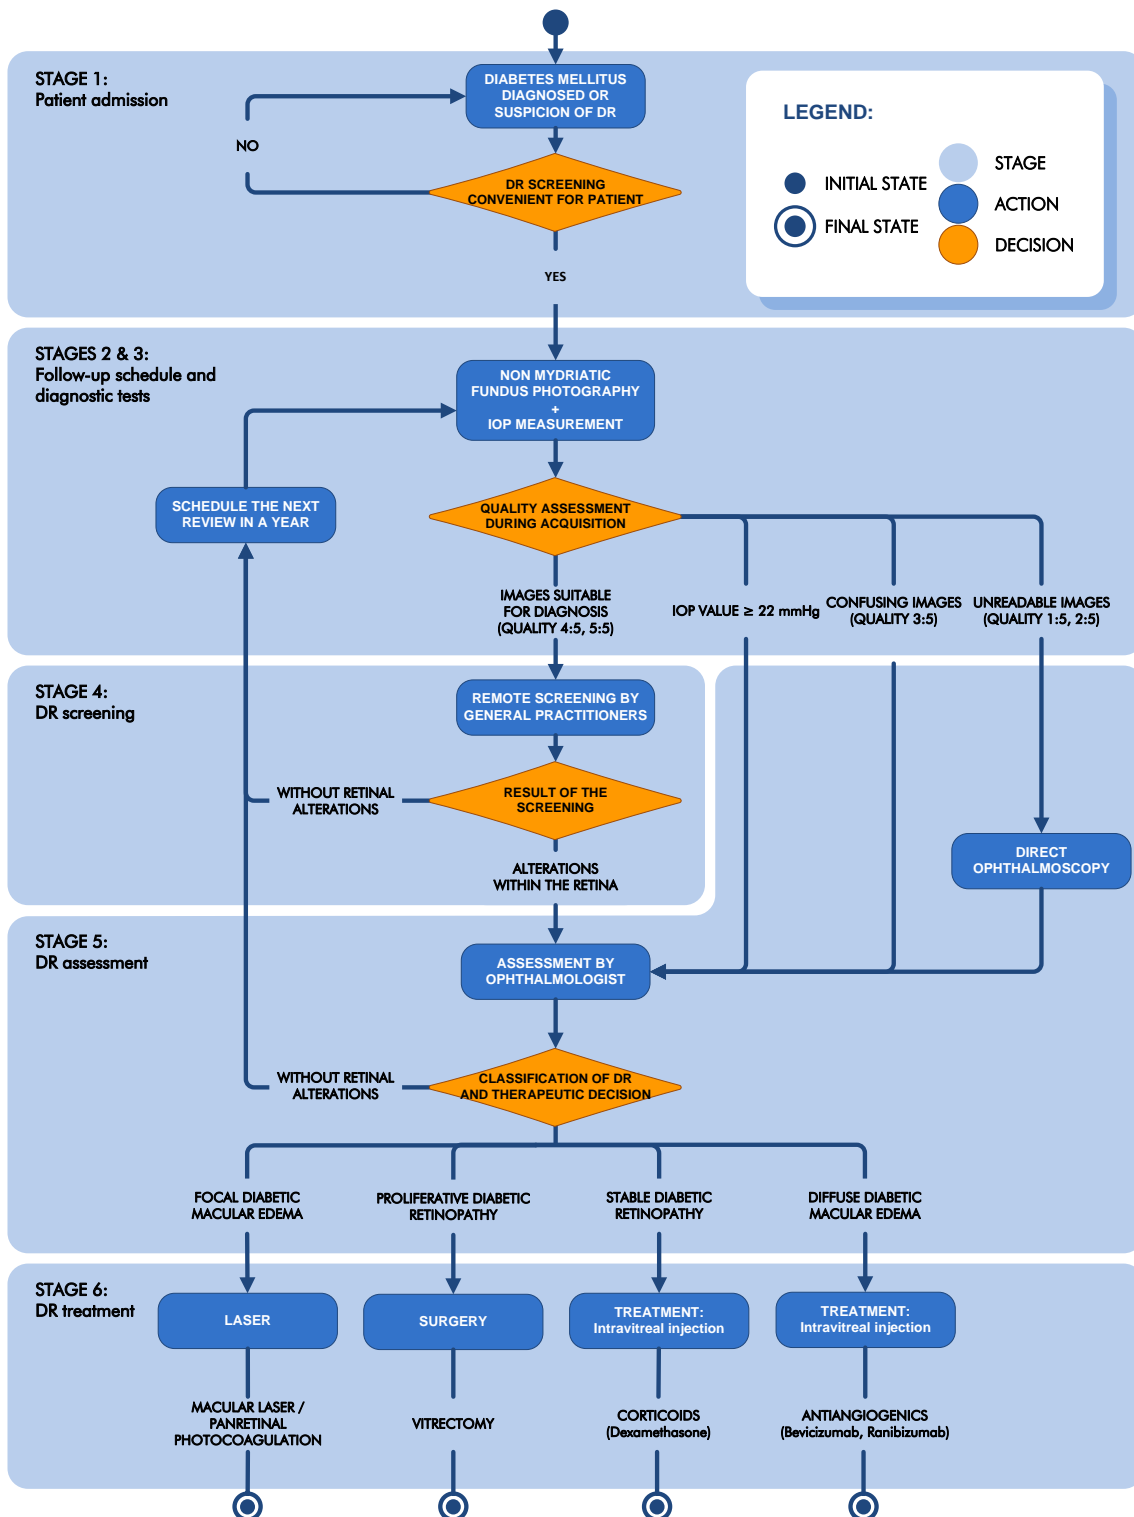 STAGE 1:
Patient admission
DIABETES MELLITUS
DIAGNOSED OR
SUSPICION OF DR
NO
DR SCREENING
CONVENIENT FOR PATIENT
YES
LEGEND:
INITIAL STATE
FINAL STATE
STAGE
ACTION
DECISION
STAGES 2 & 3:
Follow-up schedule and
diagnostic tests
NON MYDRIATIC
FUNDUS PHOTOGRAPHY
+
IOP MEASUREMENT
SCHEDULE THE NEXT
REVIEW IN A YEAR
QUALITY ASSESSMENT
DURING ACQUISITION
IMAGES SUITABLE
FOR DIAGNOSIS
(QUALITY 4:5, 5:5)
IOP VALUE ≥ 22 mmHg
CONFUSING IMAGES
(QUALITY 3:5)
UNREADABLE IMAGES
(QUALITY 1:5, 2:5)
STAGE 4:
DR screening
REMOTE SCREENING BY
GENERAL PRACTITIONERS
RESULT OF THE
SCREENING
WITHOUT RETINAL
ALTERATIONS
ALTERATIONS
WITHIN THE RETINA
DIRECT
OPHTHALMOSCOPY
STAGE 5:
DR assessment
ASSESSMENT BY
OPHTHALMOLOGIST
CLASSIFICATION OF DR
AND THERAPEUTIC DECISION
WITHOUT RETINAL
ALTERATIONS
FOCAL DIABETIC
MACULAR EDEMA
PROLIFERATIVE DIABETIC
RETINOPATHY
STABLE DIABETIC
RETINOPATHY
DIFFUSE DIABETIC
MACULAR EDEMA
STAGE 6:
DR treatment
LASER
SURGERY
TREATMENT:
Intravitreal injection
TREATMENT:
Intravitreal injection
MACULAR LASER /
PANRETINAL
PHOTOCOAGULATION
VITRECTOMY
CORTICOIDS
(Dexamethasone)
ANTIANGIOGENICS
(Bevicizumab, Ranibizumab)